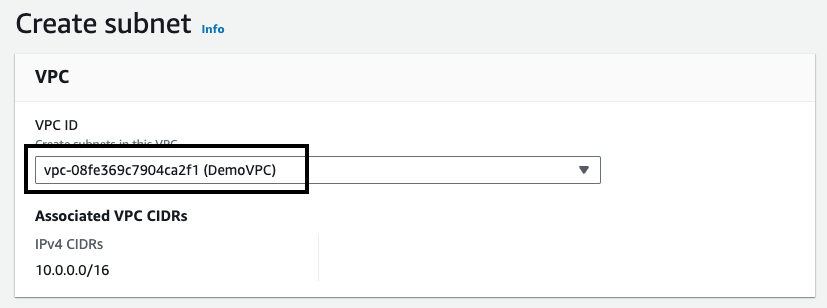 Create subnet Info
VPC
VPC ID
Create subnets in this VPC.
vpc-08fe369c7904ca2f1 (DemoVPC)
Associated VPC CIDRs
IPv4 CIDRs
10.0.0.0/16